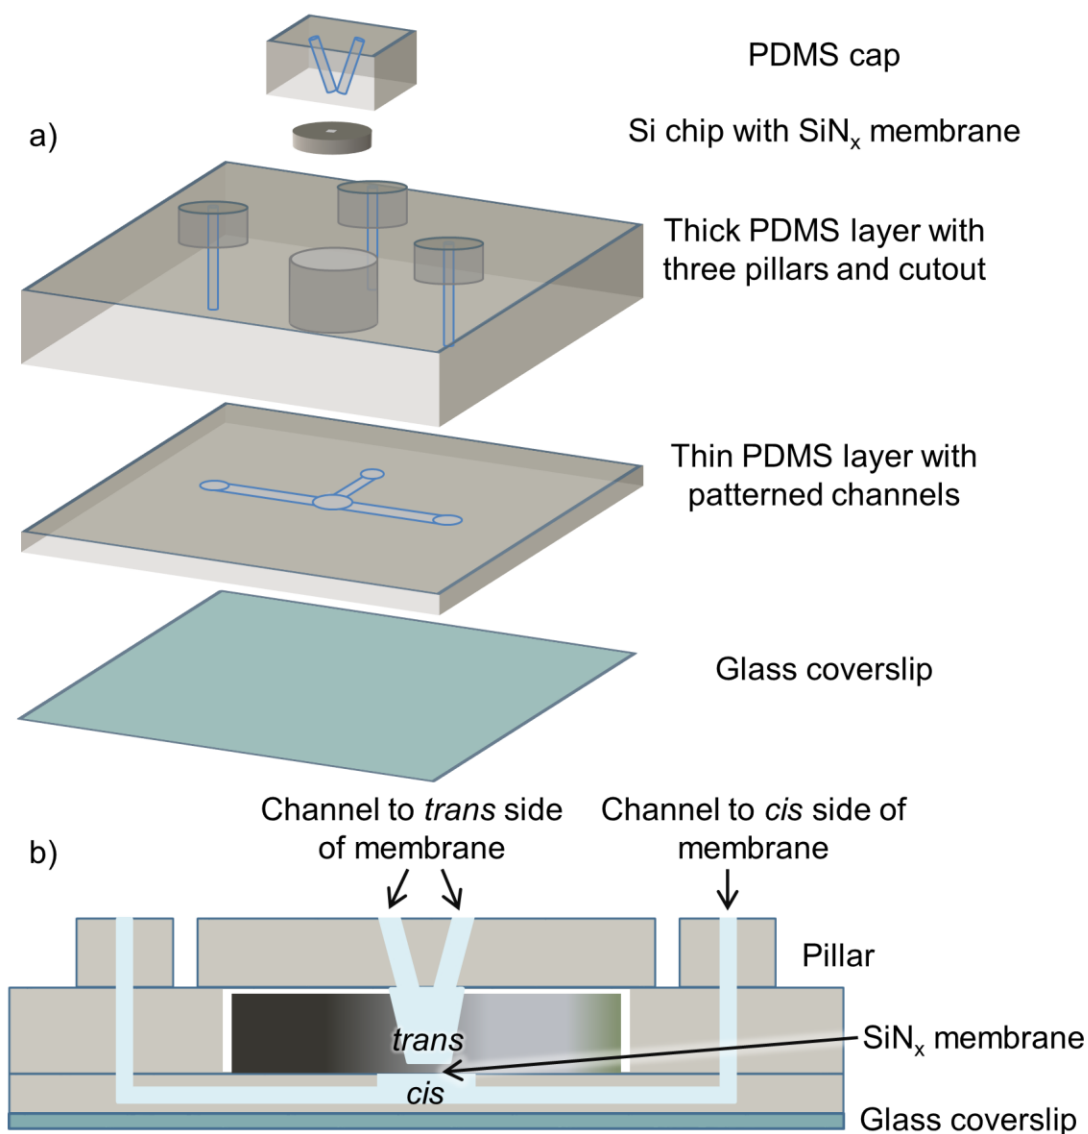 PDMS cap
a)
Si chip with SiNx membrane
Thick PDMS layer with
three pillars and cutout
Thin PDMS layer with
patterned channels
Glass coverslip
b)
Channel to trans side
of membrane
Channel to cis side of
membrane
Pillar
trans
SiNx membrane
cis
Glass coverslip